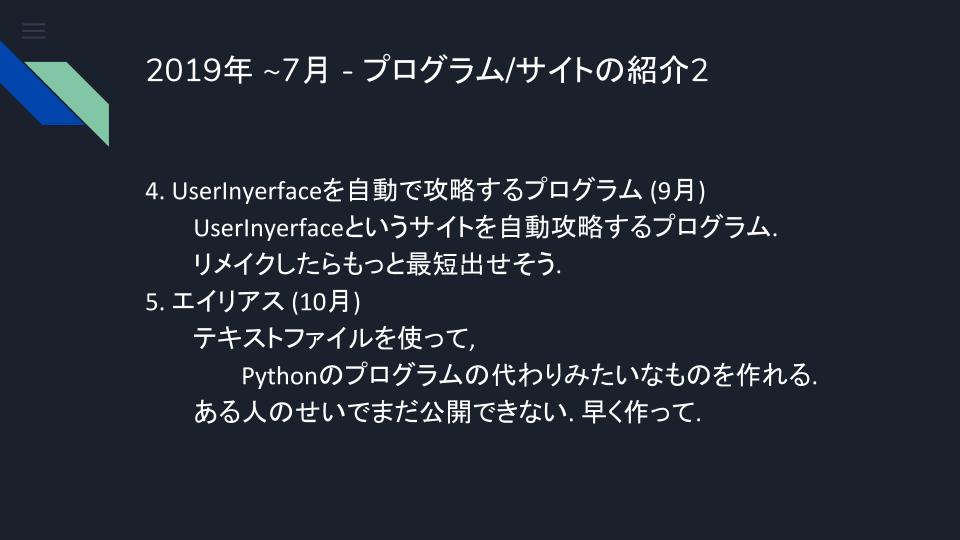 2019年 ~7月 - プログラム/サイトの紹介2
4. UserInyerfaceを自動で攻略するプログラム (9月)
UserInyerfaceというサイトを自動攻略するプログラム.
リメイクしたらもっと最短出せそう.
5. エイリアス (10月)
テキストファイルを使って,
Pythonのプログラムの代わりみたいなものを作れる.
ある人のせいでまだ公開できない. 早く作って.